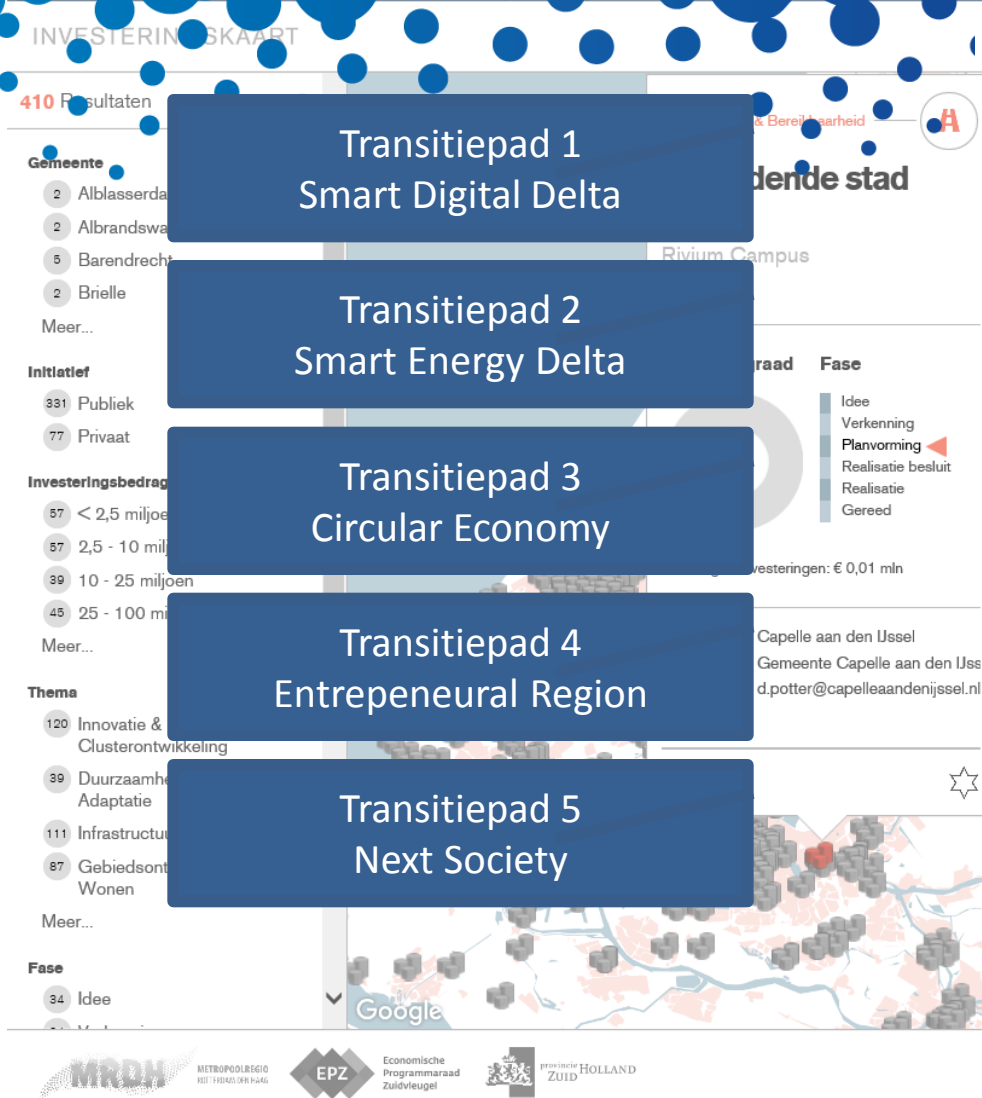 INVESTERIN SKAART
410 Resultaten
Gemeente
2 Alblasserda
2 Albrandswa
5 Barendrecht
2 Brielle
Meer...
Initiatief
331 Publiek
77 Privaat
Investeringsbedrag
57 < 2,5 miljoe
57 2,5 - 10 milj
39 10 - 25 miljoen
45 25 - 100 mi
Meer...
Thema
120 Innovatie &
Clusterontwikkeling
39 Duurzaamhe
Adaptatie
111 Infrastructuu
87 Gebiedsont
Wonen
Meer...
Fase
34 Idee
Transitiepad 1
Smart Digital Delta
Transitiepad 2
Smart Energy Delta
Transitiepad 3
Circular Economy
Transitiepad 4
Entrepeneural Region
Transitiepad 5
Next Society
& Bereikbaarheid
dende stad
Rivium Campus
graad Fase
Idee
Verkenning
Planvorming
Realisatie besluit
Realisatie
Gereed
vesteringen: € 0,01 mln
Capelle aan den IJssel
Gemeente Capelle aan den IJss
d.potter@capelleaandenijssel.nl
Google
MRDH METROPOOLREGIO
ROTTERDAM DEN HAAG
EPZ
Economische
Programmaraad
Zuidvleugel
provincie
ZUID HOLLAND